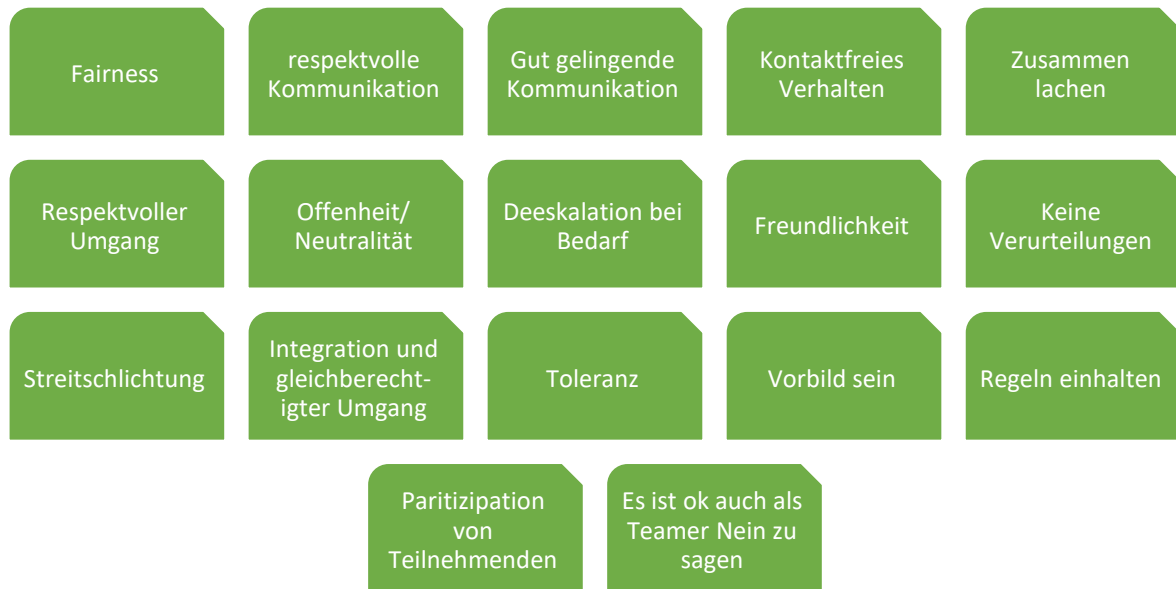 Fairness
respektvolle
Kommunikation
Gut gelingende
Kommunikation
Kontaktfreies
Verhalten
Zusammen
lachen
Respektvoller
Umgang
Offenheit/
Neutralität
Deeskalation bei
Bedarf
Freundlichkeit
Keine
Verurteilungen
Streitschlichtung
Integration und
gleichberecht-
igter Umgang
Toleranz
Vorbild sein
Regeln einhalten
Paritizipation
von
Teilnehmenden
Es ist ok auch als
Teamer Nein zu
sagen